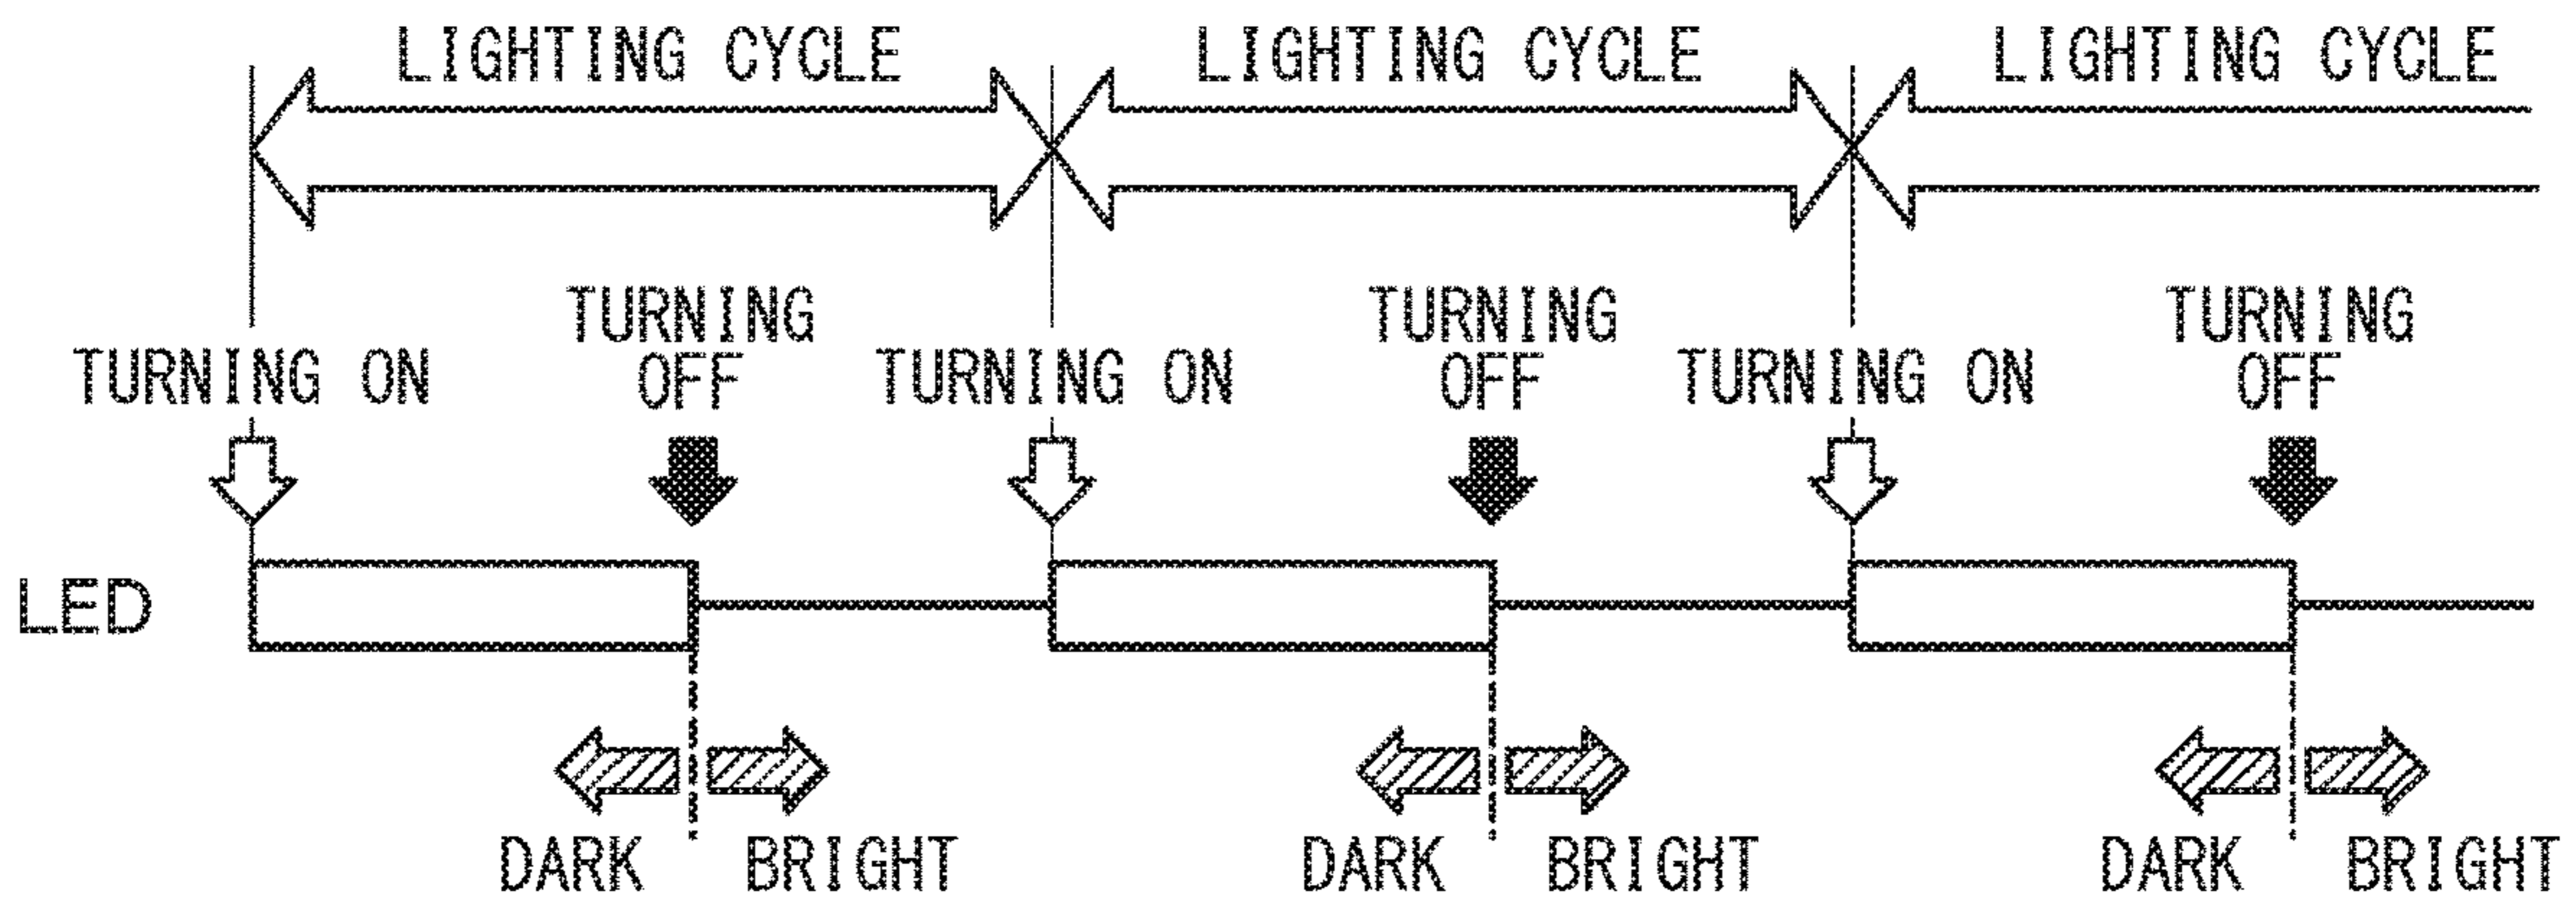 LIGHTING CYCLE LIGHTING CYCLE LIGHTING CYCLE
TURNING TURNING TURNING
TURNING ON OFF TURNING ON OFF TURNING ON OFF
LED
DARK BRIGHT DARK BRIGHT DARK BRIGHT